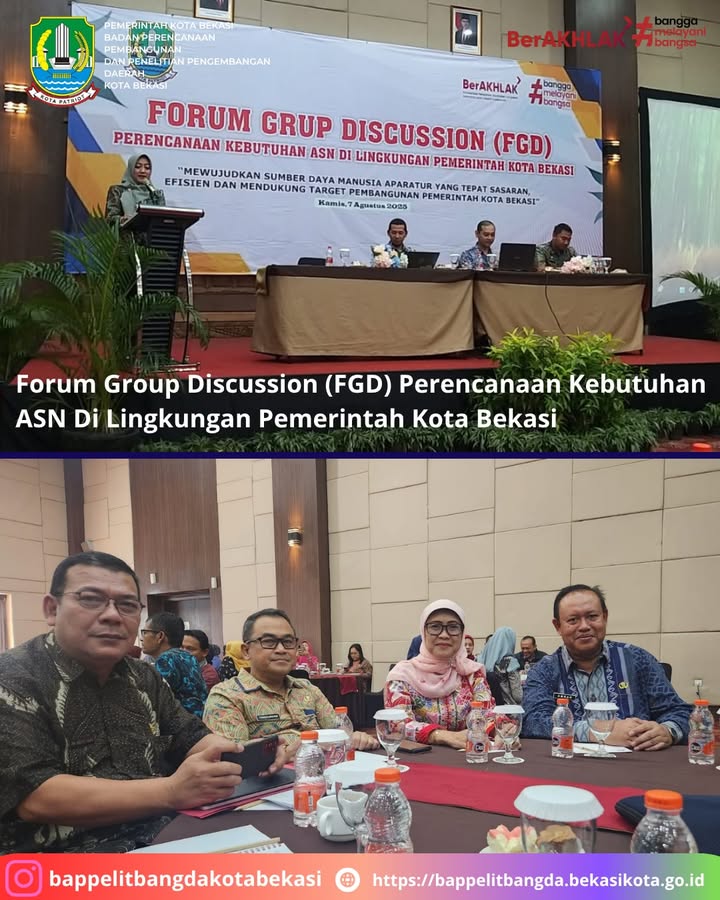 PEMERINTAH KOTA BEKASI
BADAN PERENCANAAN
PEMBANGUNAN
DAN PENELITIAN PENGEMBANGAN
DAERAH
KOTA BEKASI
KOTA PATRIOT
BerAKHLAK
#bangga
melayani
bangsa
BerAKHLAK
#bangga
melayani
bangsa
FORUM GRUP DISCUSSION (FGD)
PERENCANAAN KEBUTUHAN ASN DI LINGKUNGAN PEMERINTAH KOTA BEKASI
"MEWUJUDKAN SUMBER DAYA MANUSIA APARATUR YANG TEPAT SASARAN,
EFISIEN DAN MENDUKUNG TARGET PEMBANGUNAN PEMERINTAH KOTA BEKASI"
Kamis, 7 Agustus 2025
Forum Group Discussion (FGD) Perencanaan Kebutuhan
ASN Di Lingkungan Pemerintah Kota Bekasi
bappelitbangdakotabekasi
https://bappelitbangda.bekasikota.go.id